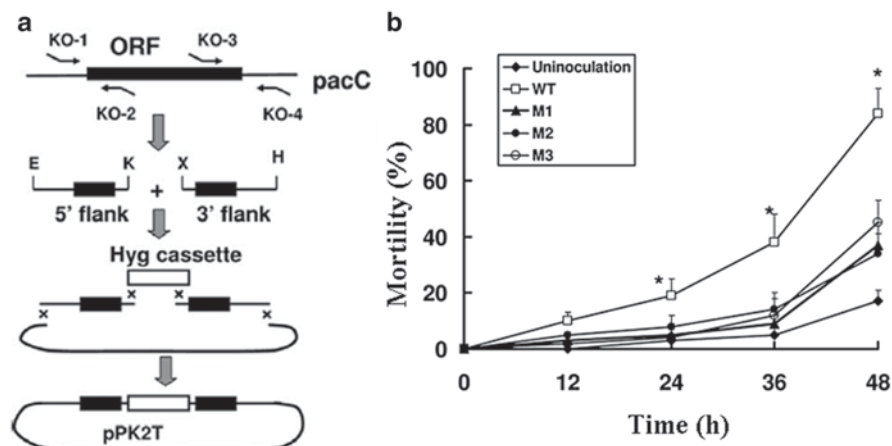 a
KO-1
ORF
KO-3
pacC
KO-2
KO-4
E
K
X
H
+
5' flank
3' flank
Hyg cassette
x
x
x
x
pPK2T
b
Mortility (%)
100
80
60
40
20
0
Uninoculation
WT
M1
M2
M3
*
*
*
0
12
24
36
48
Time (h)